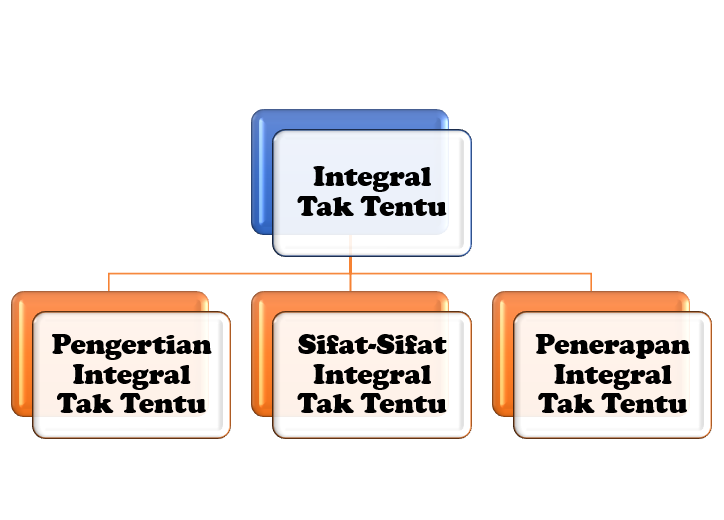 Integral
Tak Tentu
Pengertian
Integral
Tak Tentu
Sifat-Sifat
Integral
Tak Tentu
Penerapan
Integral
Tak Tentu